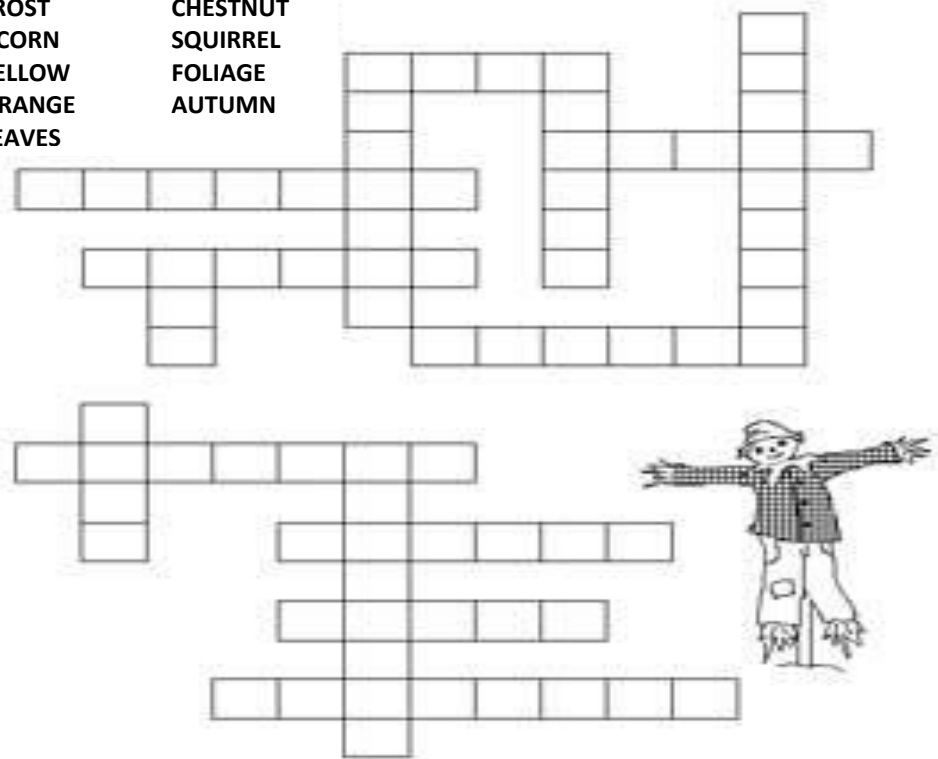 ROST CHESTNUT
CORN SQUIRREL
ELLOW FOLIAGE
RANGE AUTUMN
EAVES